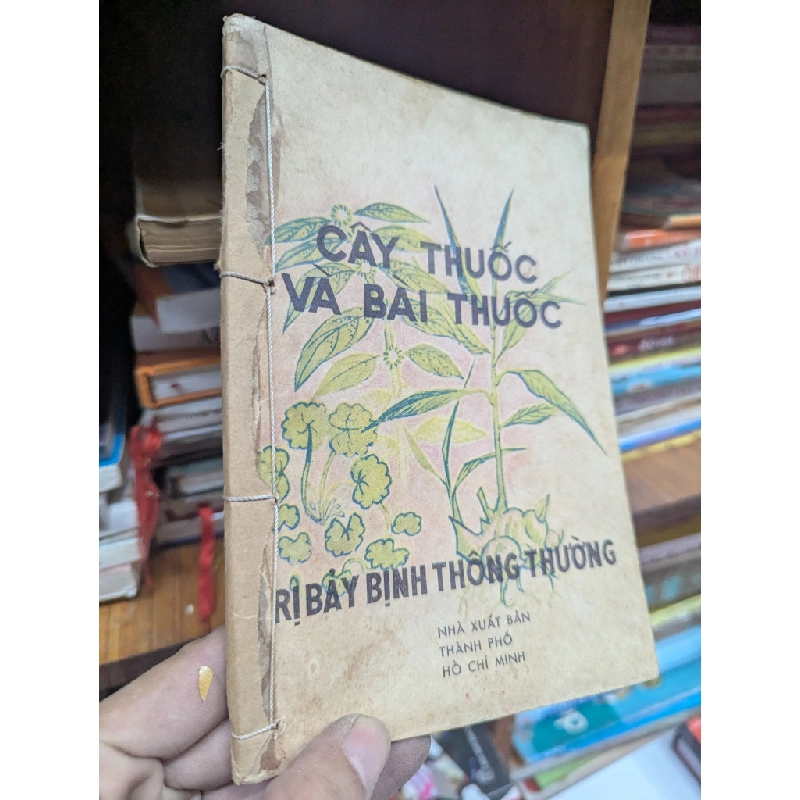 CÂY THUỐC
VÀ BÀI THUỐC
RỊ BẢY BỊNH THÔNG THƯỜNG
NHÀ XUẤT BẢN
THÀNH PHỐ
HỒ CHÍ MINH